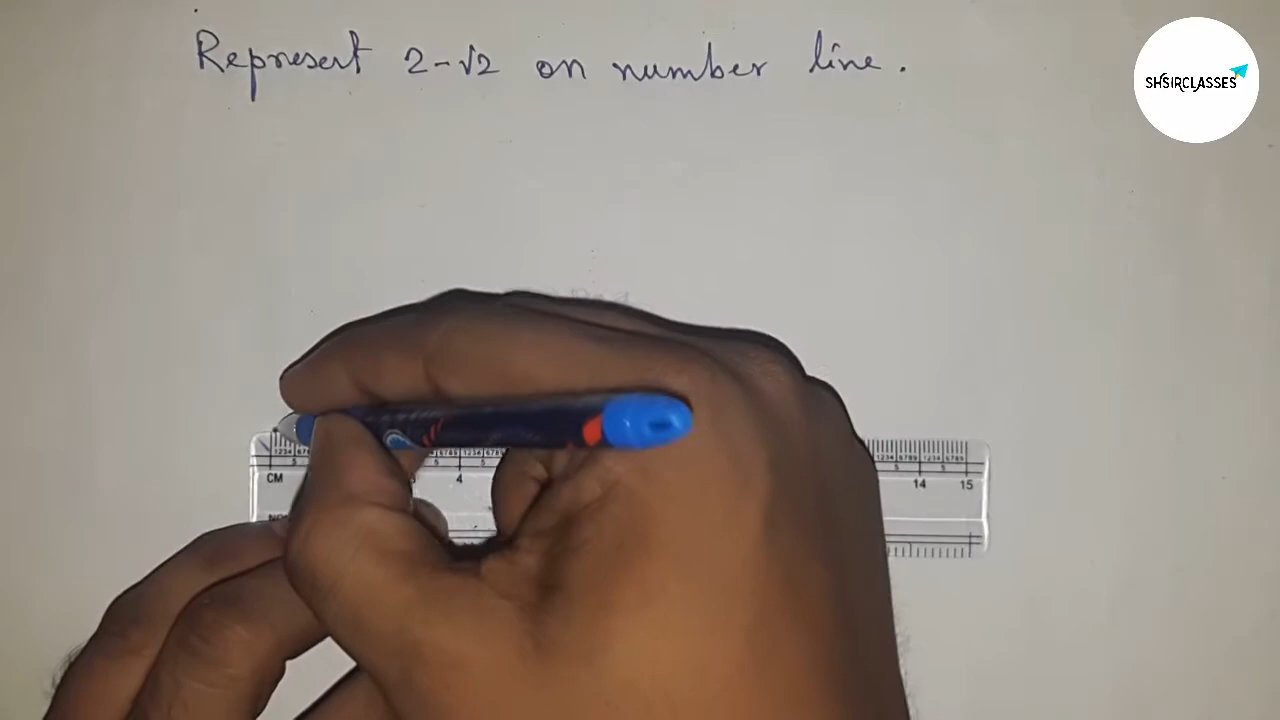 Represent 2-√2 on number line.
SHSIRCLASSES
CM
4
14
15